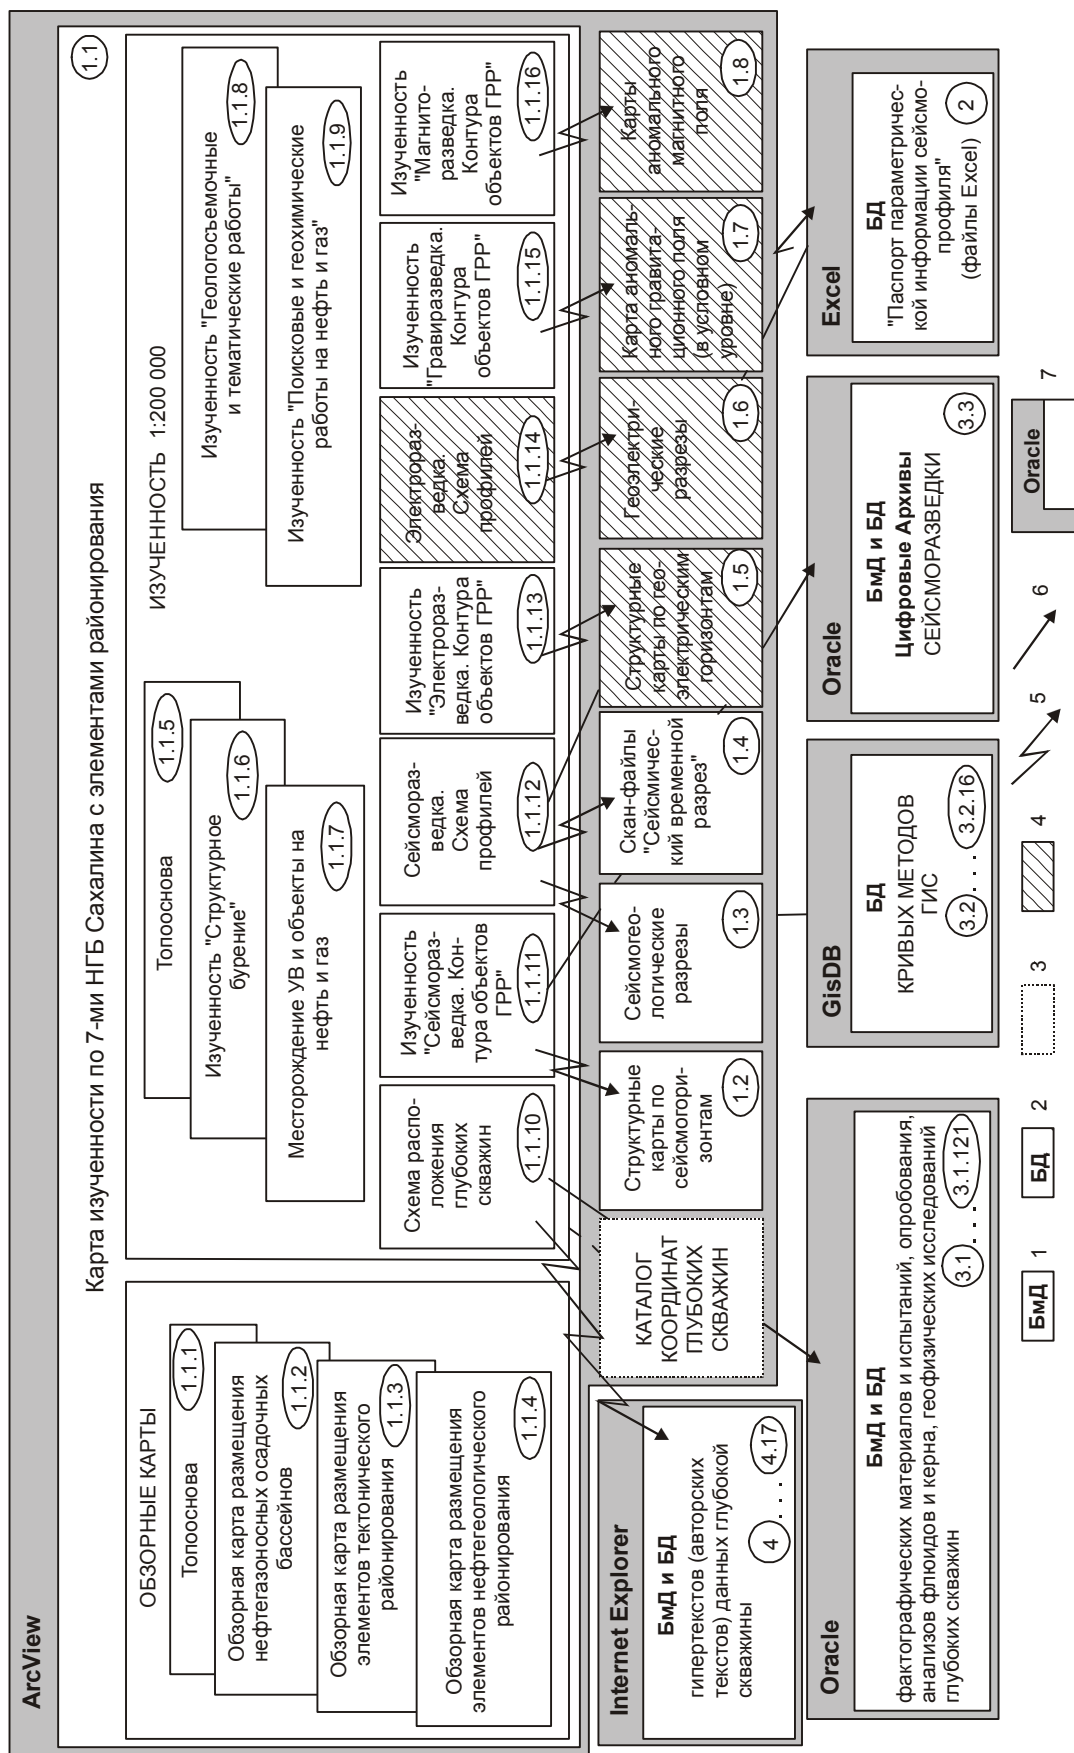 ArcView
Карта изученности по 7-ми НГБ Сахалина с элементами районирования
1.1
ОБЗОРНЫЕ КАРТЫ
Топооснова
1.1.1
Обзорная карта размещения
нефтегазоносных осадочных
бассейнов
1.1.2
Обзорная карта размещения
элементов тектонического
районирования
1.1.3
Обзорная карта размещения
элементов нефтегеологического
районирования
1.1.4
ИЗУЧЕННОСТЬ 1:200 000
Топооснова
1.1.5
Изученность "Структурное
бурение"
1.1.6
Месторождение УВ и объекты на
нефть и газ
1.1.7
Изученность "Геологосъемочные
и тематические работы"
1.1.8
Изученность "Поисковые и геохимические
работы на нефть и газ"
1.1.9
Схема распо-
ложения
глубоких
скважин
1.1.10
Изученность
"Сейсмораз-
ведка. Кон-
тура объектов
ГРР"
1.1.11
Сейсмораз-
ведка.
Схема
профилей
1.1.12
Изученность
"Электрораз-
ведка. Контура
объектов ГРР"
1.1.13
Электрораз-
ведка.
Схема
профилей
1.1.14
Изученность
"Гравиразведка.
Контура
объектов ГРР"
1.1.15
Изученность
"Магнито-
разведка.
Контура
объектов ГРР"
1.1.16
КАТАЛОГ
КООРДИНАТ
ГЛУБОКИХ
СКВАЖИН
Структурные
карты по
сейсмогори-
зонтам
1.2
Сейсмогео-
логические
разрезы
1.3
Скан-файлы
"Сейсмичес-
кий временной
разрез"
1.4
Структурные
карты по гео-
электрическим
горизонтам
1.5
Геоэлектри-
ческие
разрезы
1.6
Карта аномаль-
ного гравита-
ционного поля
(в условном
уровне)
1.7
Карты
аномального
магнитного
поля
1.8
Internet Explorer
БмД и БД
гипертекстов (авторских
текстов) данных глубокой
скважины
4 . . . 4.17
Oracle
БмД и БД
фактографических материалов и испытаний, опробования,
анализов флюидов и керна, геофизических исследований
глубоких скважин
3.1 . . . 3.1.121
GisDB
БД
КРИВЫХ МЕТОДОВ
ГИС
3.2 . . . 3.2.16
Oracle
БмД и БД
Цифровые Архивы
СЕЙСМОРАЗВЕДКИ
3.3
Excel
БД
"Паспорт параметричес-
кой информации сейсмо-
профиля"
(файлы Excel)
2
БмД 1
БД 2
3
4
5
6
Oracle 7